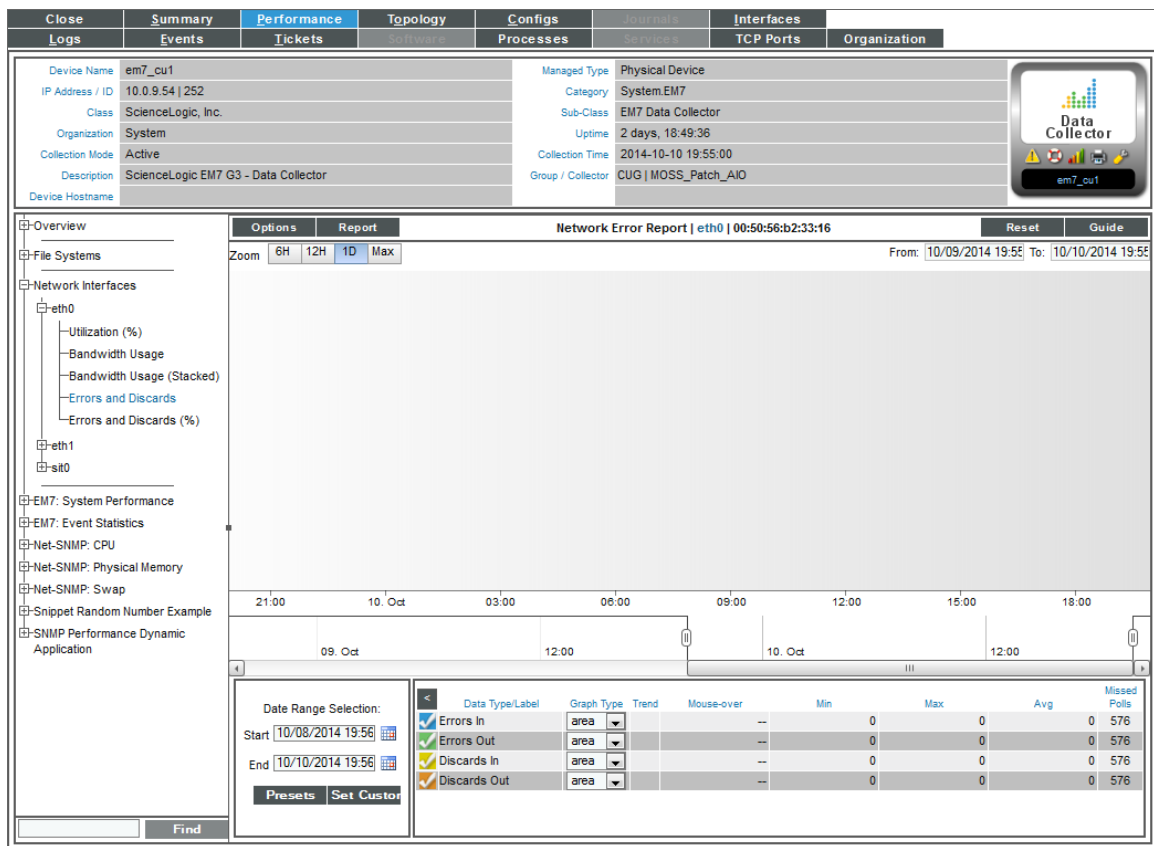 Close Summary Performance Topology Configs Journals Interfaces
Logs Events Tickets Software Processes Services TCP Ports Organization
Device Name em7_cu1 Managed Type Physical Device
IP Address / ID 10.0.9.54 | 252 Category System.EM7
Class ScienceLogic, Inc. Sub-Class EM7 Data Collector
Organization System Uptime 2 days, 18:49:36
Collection Mode Active Collection Time 2014-10-10 19:55:00
Description ScienceLogic EM7 G3 - Data Collector Group / Collector CUG | MOSS_Patch_AIO
Device Hostname
Data
Collector
em7_cu1
Overview
File Systems
Network Interfaces
eth0
Utilization (%)
Bandwidth Usage
Bandwidth Usage (Stacked)
Errors and Discards
Errors and Discards (%)
eth1
sit0
EM7: System Performance
EM7: Event Statistics
Net-SNMP: CPU
Net-SNMP: Physical Memory
Net-SNMP: Swap
Snippet Random Number Example
SNMP Performance Dynamic
Application
Find
Options Report Network Error Report | eth0 | 00:50:56:b2:33:16 Reset Guide
Zoom 6H 12H 1D Max From: 10/09/2014 19:55 To: 10/10/2014 19:55
21:00 10. Oct 03:00 06:00 09:00 12:00 15:00 18:00
09. Oct 12:00 10. Oct 12:00
Date Range Selection:
Start 10/08/2014 19:56
End 10/10/2014 19:56
Presets Set Custor
< Data Type/Label Graph Type Trend Mouse-over Min Max Avg Missed Polls
Errors In area -- 0 0 0 576
Errors Out area -- 0 0 0 576
Discards In area -- 0 0 0 576
Discards Out area -- 0 0 0 576